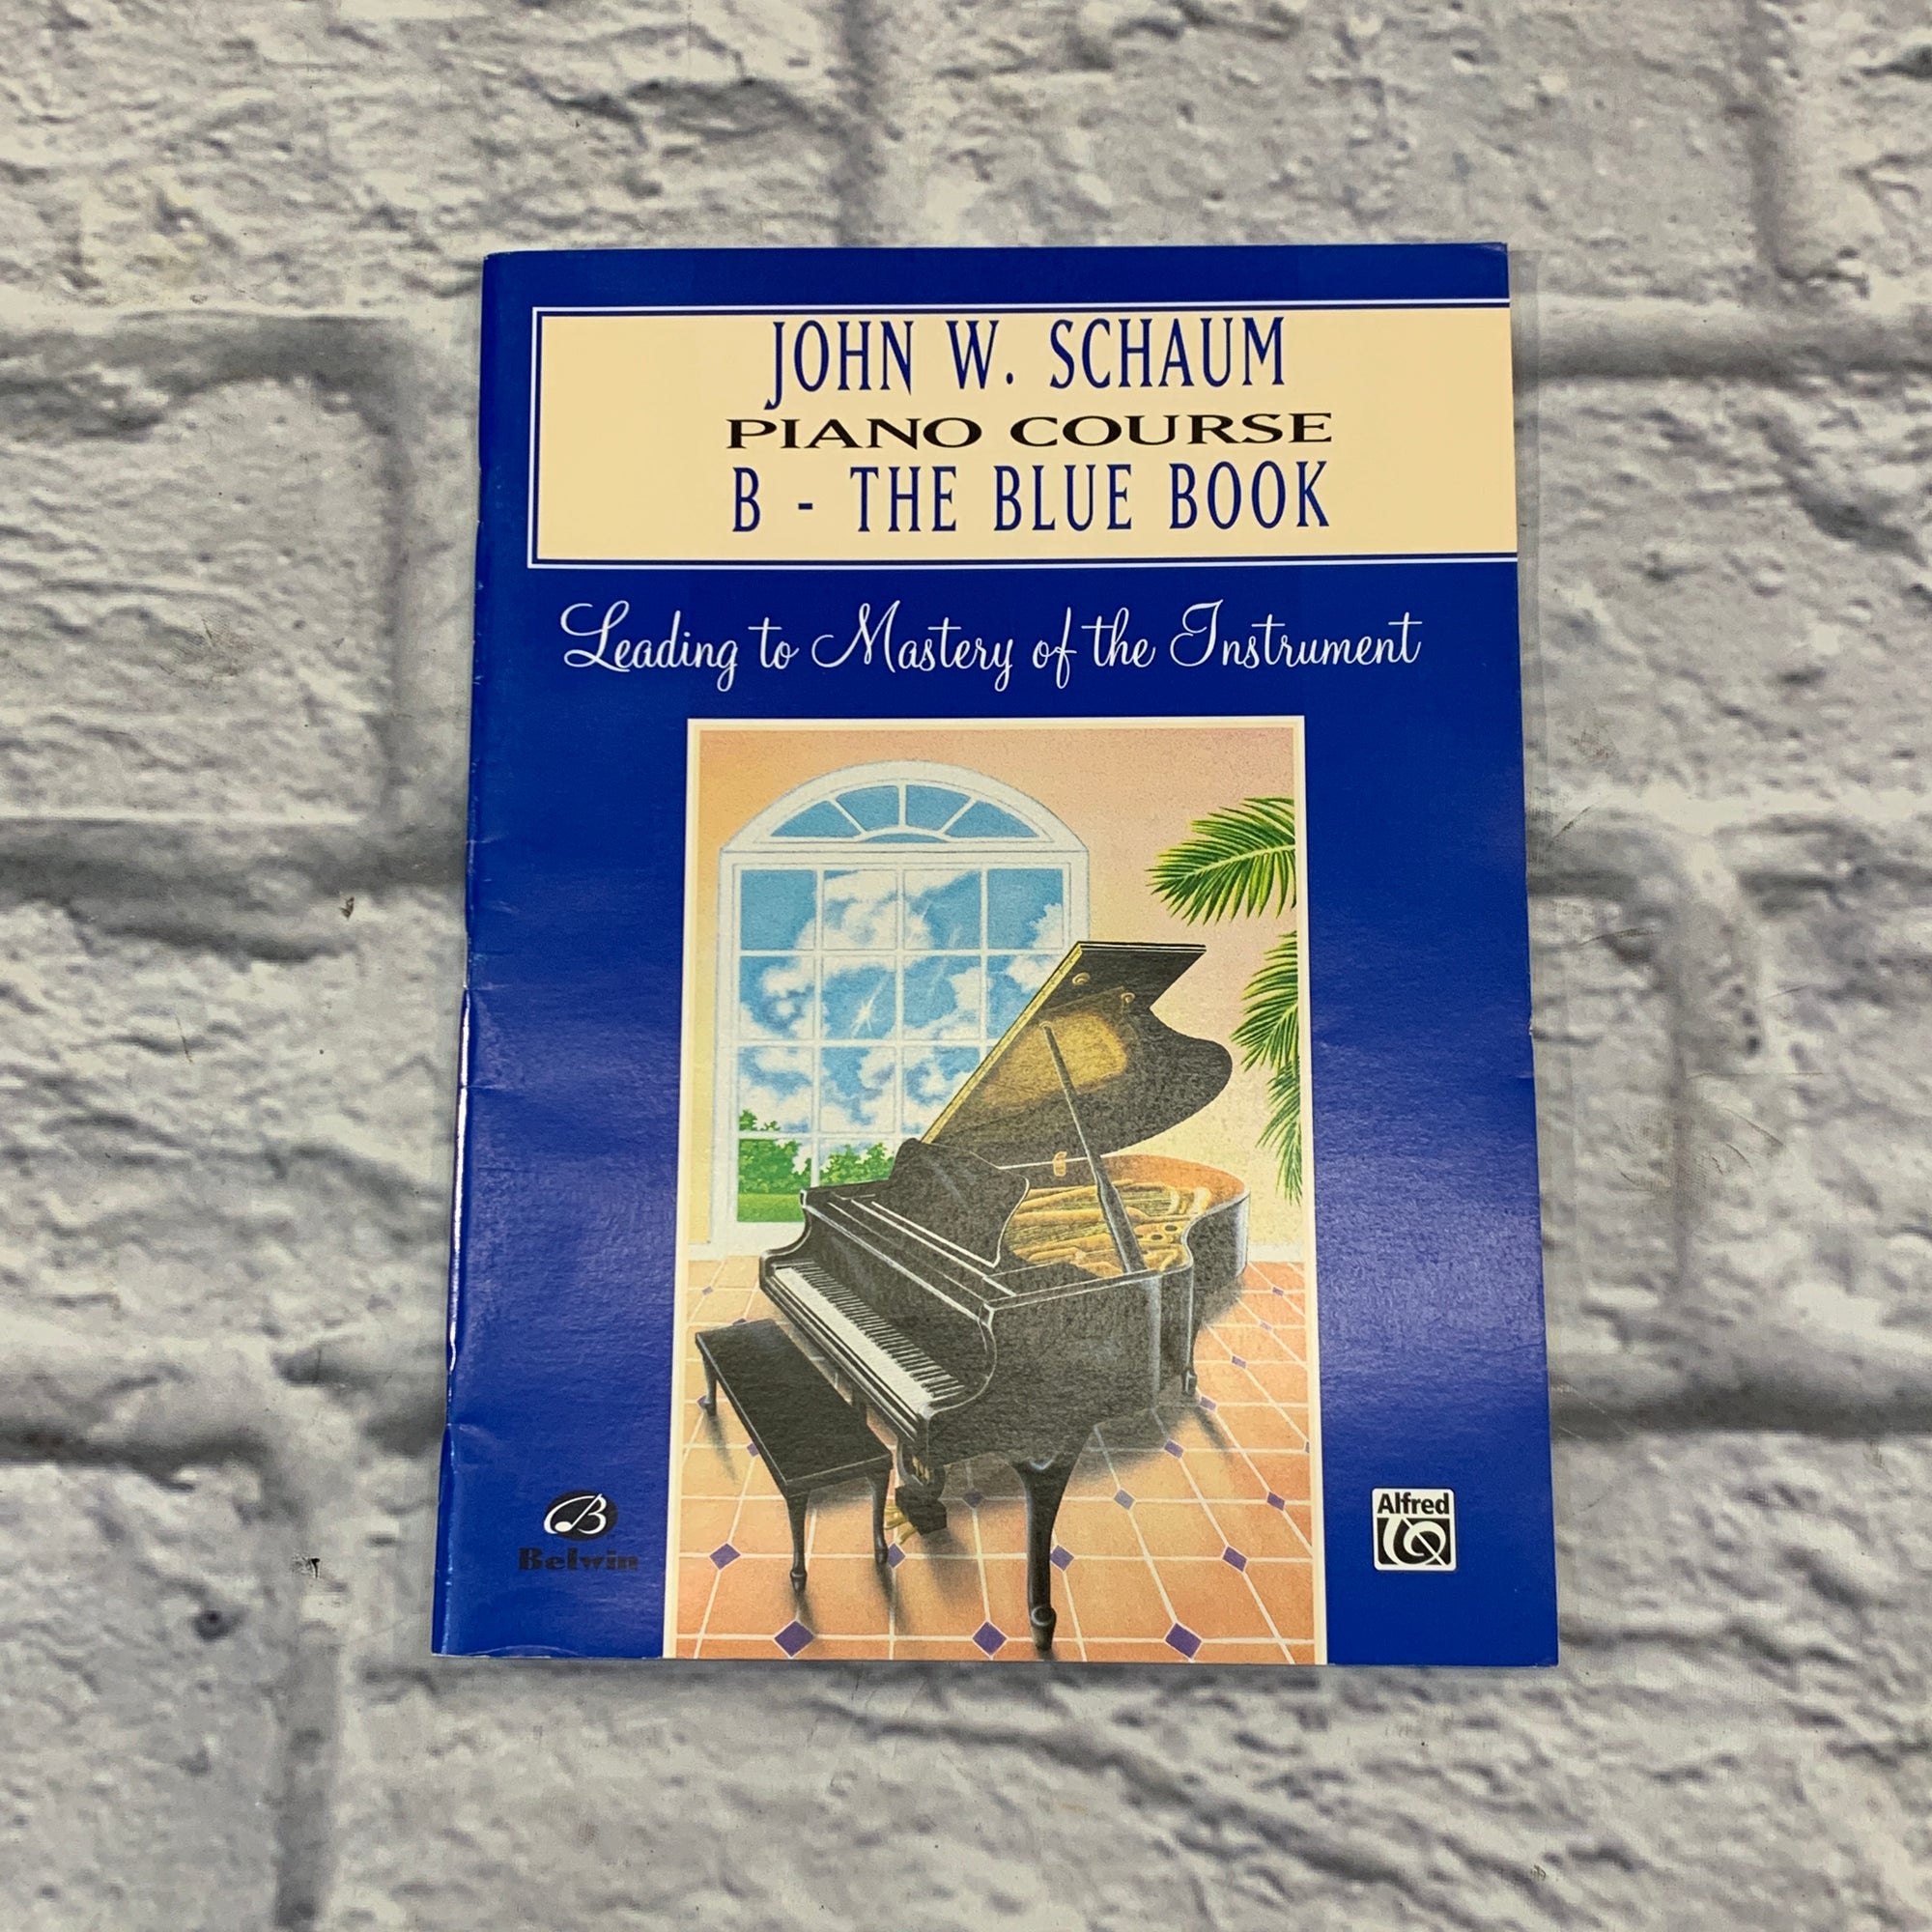 JOHN W. SCHAUM
PIANO COURSE
B - THE BLUE BOOK
Leading to Mastery of the Instrument
B
Belwin
Alfred